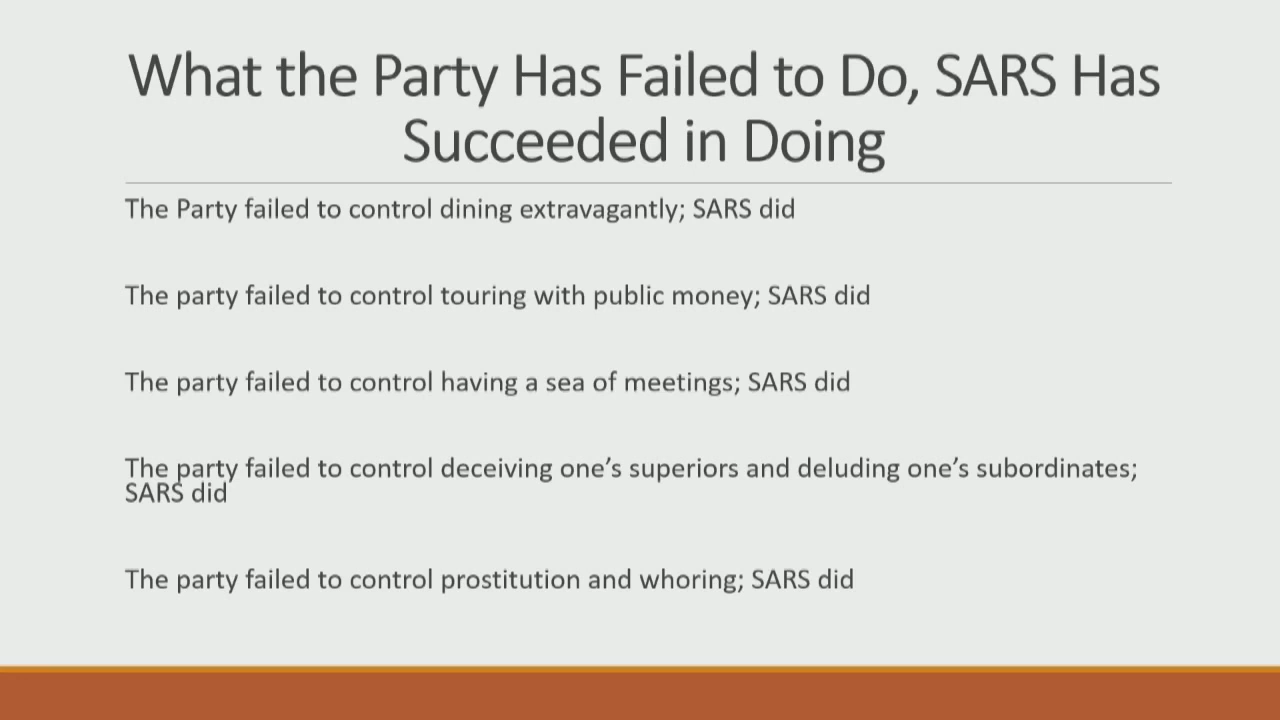 What the Party Has Failed to Do, SARS Has
Succeeded in Doing
The Party failed to control dining extravagantly; SARS did
The party failed to control touring with public money; SARS did
The party failed to control having a sea of meetings; SARS did
The party failed to control deceiving one’s superiors and deluding one’s subordinates;
SARS did
The party failed to control prostitution and whoring; SARS did